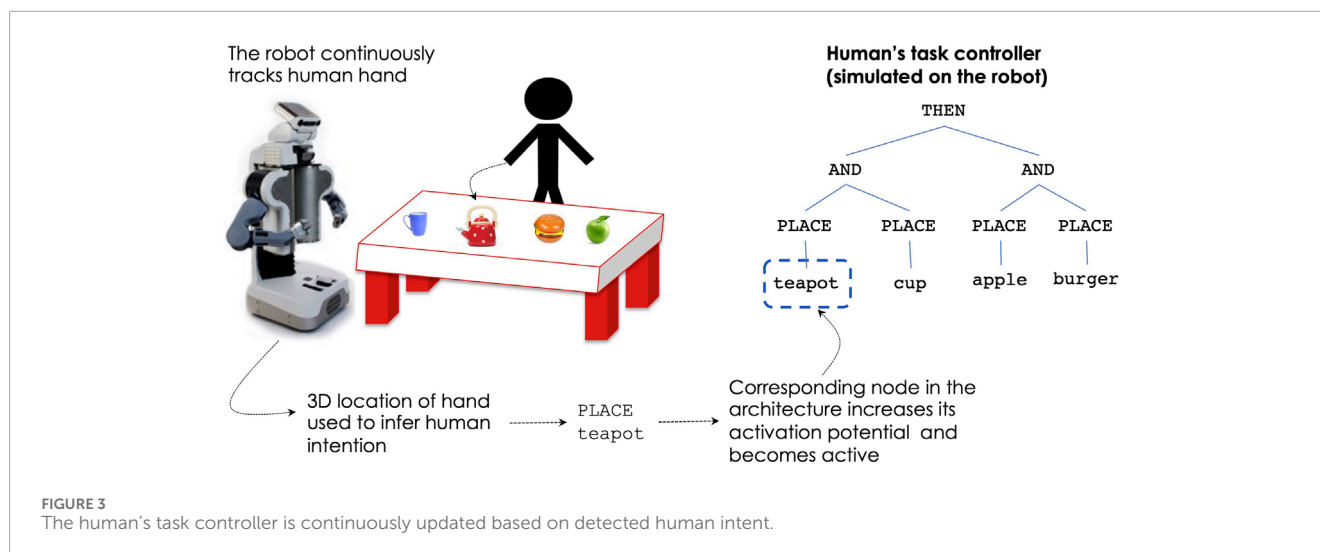 The robot continuously
tracks human hand
Human's task controller
(simulated on the robot)
THEN
AND AND
PLACE PLACE PLACE PLACE
teapot cup apple burger
3D location of hand
used to infer human
intention
PLACE
teapot
Corresponding node in the
architecture increases its
activation potential and
becomes active
FIGURE 3
The human's task controller is continuously updated based on detected human intent.